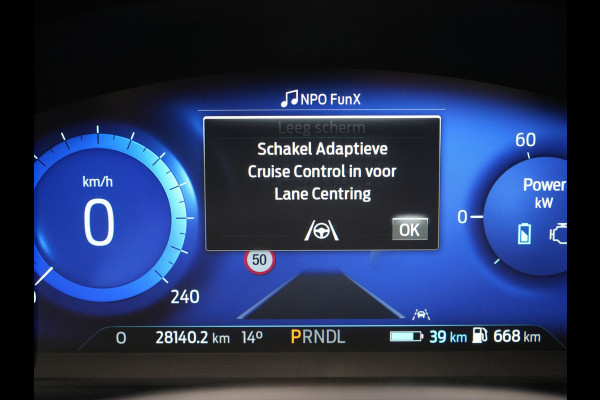 NPO FunX
Leeg scherm
Schakel Adaptieve
Cruise Control in voor
Lane Centring
OK
km/h
0
240
50
60
Power
kW
0
O 28140.2 km 14° PRNDL 39 km 668 km